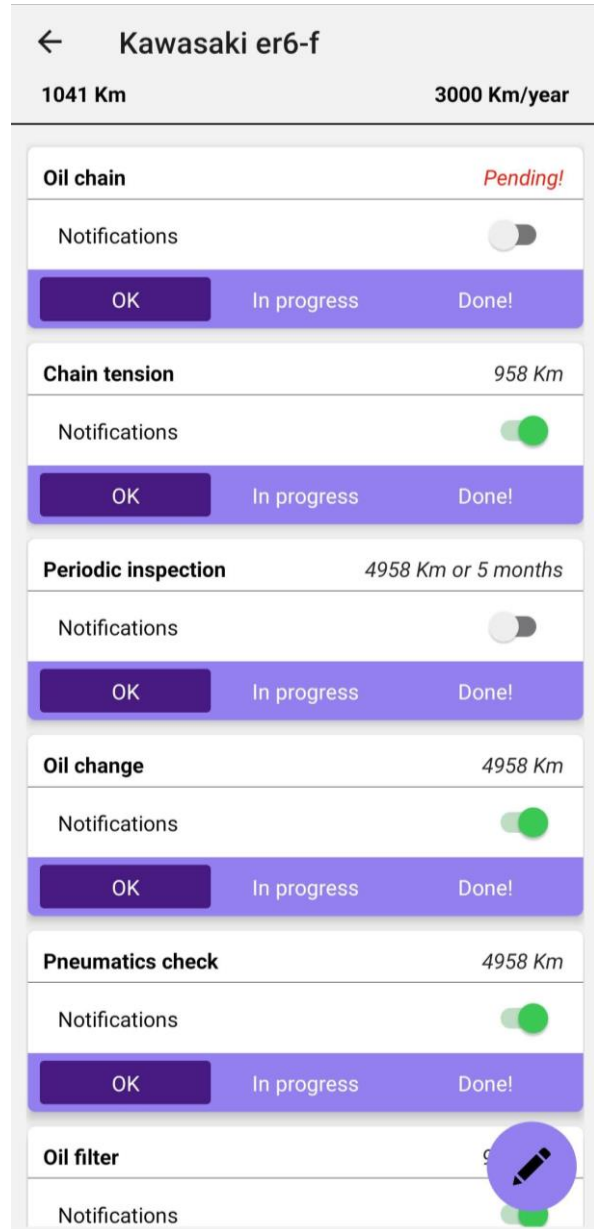 Kawasaki er6-f
1041 Km 3000 Km/year
Oil chain Pending!
Notifications
OK In progress Done!
Chain tension 958 Km
Notifications
OK In progress Done!
Periodic inspection 4958 Km or 5 months
Notifications
OK In progress Done!
Oil change 4958 Km
Notifications
OK In progress Done!
Pneumatics check 4958 Km
Notifications
OK In progress Done!
Oil filter
Notifications